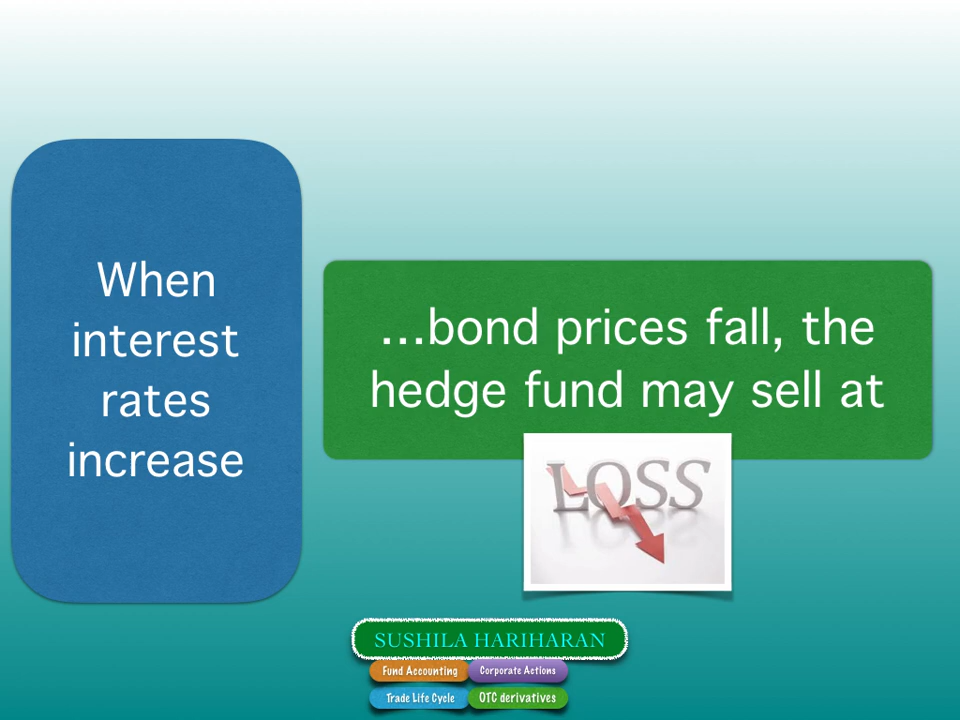 When
interest
rates
increase
...bond prices fall, the
hedge fund may sell at
LOSS
SUSHILA HARIHARAN
Fund Accounting
Corporate Actions
Trade Life Cycle
OTC derivatives